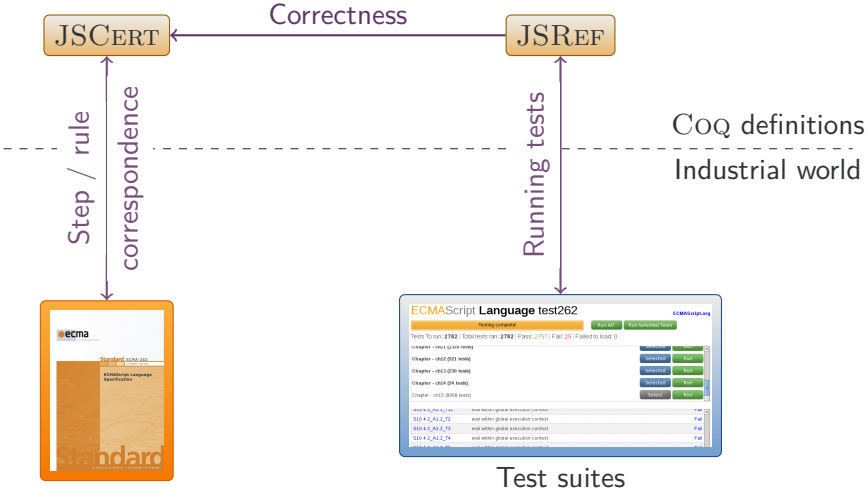 Correctness
JSCert
JSRef
Step / rule
correspondence
Running tests
Coq definitions
Industrial world
ecma
Standard ECMA-262
ECMAScript Language
Specification
Standard
ECMAScript Language test262
ECMAScript.org
Testing complete!
Run All
Run Selected Tests
Tests To run: 2782 | Total tests ran: 2782 | Pass: 2757 | Fail: 25 | Failed to load: 0
Chapter - ch12 (521 tests) Selected Run
Chapter - ch13 (230 tests) Selected Run
Chapter - ch14 (24 tests) Selected Run
Chapter - ch15 (8068 tests) Select Run
S10.4.2_A1.2_T2 eval within global execution context Fail
S10.4.2_A1.2_T3 eval within global execution context Fail
S10.4.2_A1.2_T4 eval within global execution context Fail
Test suites